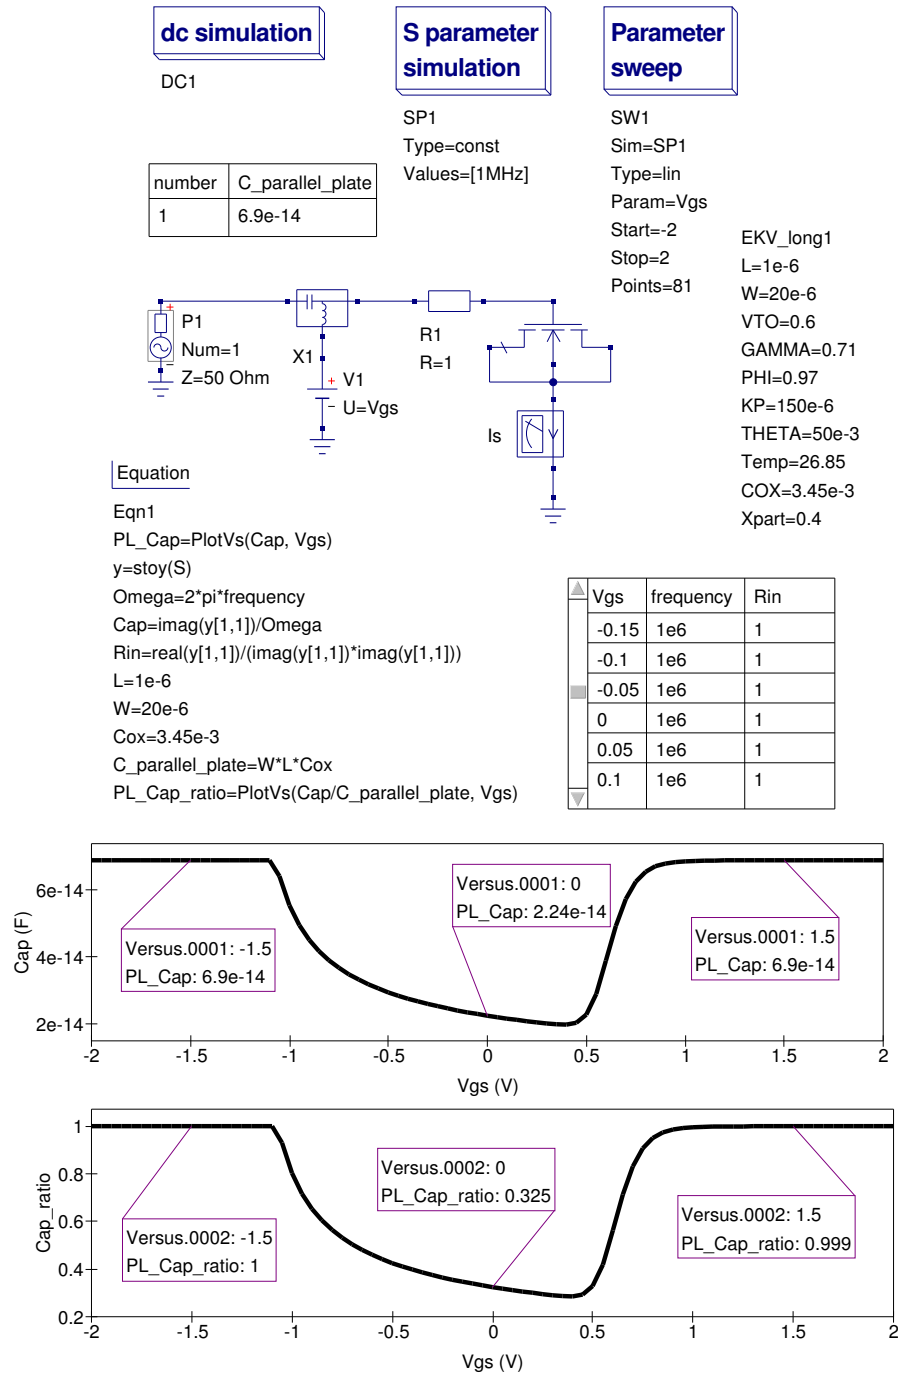 dc simulation
DC1
S parameter
simulation
SP1
Type=const
Values=[1MHz]
Parameter
sweep
SW1
Sim=SP1
Type=lin
Param=Vgs
Start=-2
Stop=2
Points=81
number C_parallel_plate
1 6.9e-14
EKV_long1
L=1e-6
W=20e-6
VTO=0.6
GAMMA=0.71
PHI=0.97
KP=150e-6
THETA=50e-3
Temp=26.85
COX=3.45e-3
Xpart=0.4
+
P1
Num=1
−
Z=50 Ohm
X1
+
V1
−
U=Vgs
R1
R=1
Is
Equation
Eqn1
PL_Cap=PlotVs(Cap, Vgs)
y=stoy(S)
Omega=2*pi*frequency
Cap=imag(y[1,1])/Omega
Rin=real(y[1,1])/(imag(y[1,1])*imag(y[1,1]))
L=1e-6
W=20e-6
Cox=3.45e-3
C_parallel_plate=W*L*Cox
PL_Cap_ratio=PlotVs(Cap/C_parallel_plate, Vgs)
Vgs frequency Rin
-0.15 1e6 1
-0.1 1e6 1
-0.05 1e6 1
0 1e6 1
0.05 1e6 1
0.1 1e6 1
Cap (F)
6e-14
4e-14
2e-14
Versus.0001: -1.5
PL_Cap: 6.9e-14
Versus.0001: 0
PL_Cap: 2.24e-14
Versus.0001: 1.5
PL_Cap: 6.9e-14
-2 -1.5 -1 -0.5 0 0.5 1 1.5 2
Vgs (V)
Cap_ratio
1
0.8
0.6
0.4
0.2
Versus.0002: -1.5
PL_Cap_ratio: 1
Versus.0002: 0
PL_Cap_ratio: 0.325
Versus.0002: 1.5
PL_Cap_ratio: 0.999
-2 -1.5 -1 -0.5 0 0.5 1 1.5 2
Vgs (V)